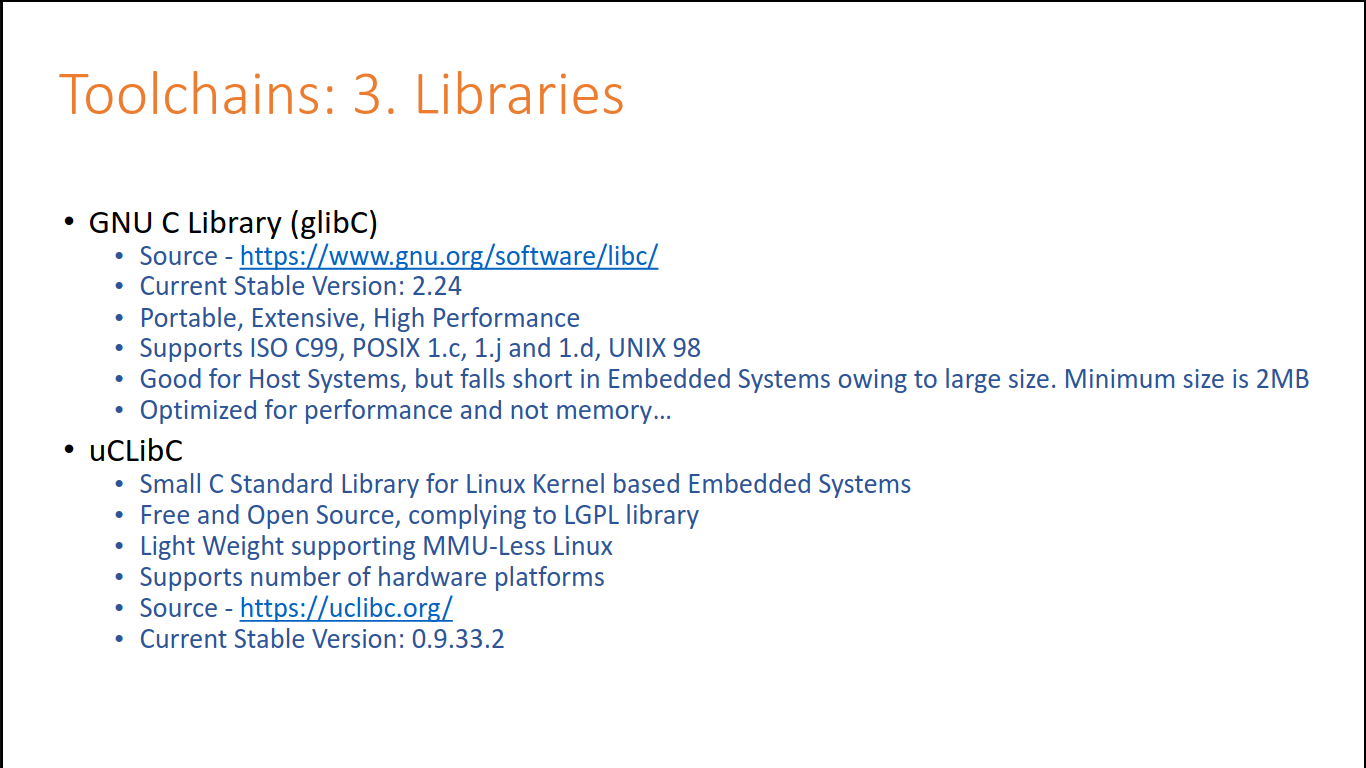 Toolchains: 3. Libraries
• GNU C Library (glibC)
• Source - https://www.gnu.org/software/libc/
• Current Stable Version: 2.24
• Portable, Extensive, High Performance
• Supports ISO C99, POSIX 1.c, 1.j and 1.d, UNIX 98
• Good for Host Systems, but falls short in Embedded Systems owing to large size. Minimum size is 2MB
• Optimized for performance and not memory…
• uCLibC
• Small C Standard Library for Linux Kernel based Embedded Systems
• Free and Open Source, complying to LGPL library
• Light Weight supporting MMU-Less Linux
• Supports number of hardware platforms
• Source - https://uclibc.org/
• Current Stable Version: 0.9.33.2